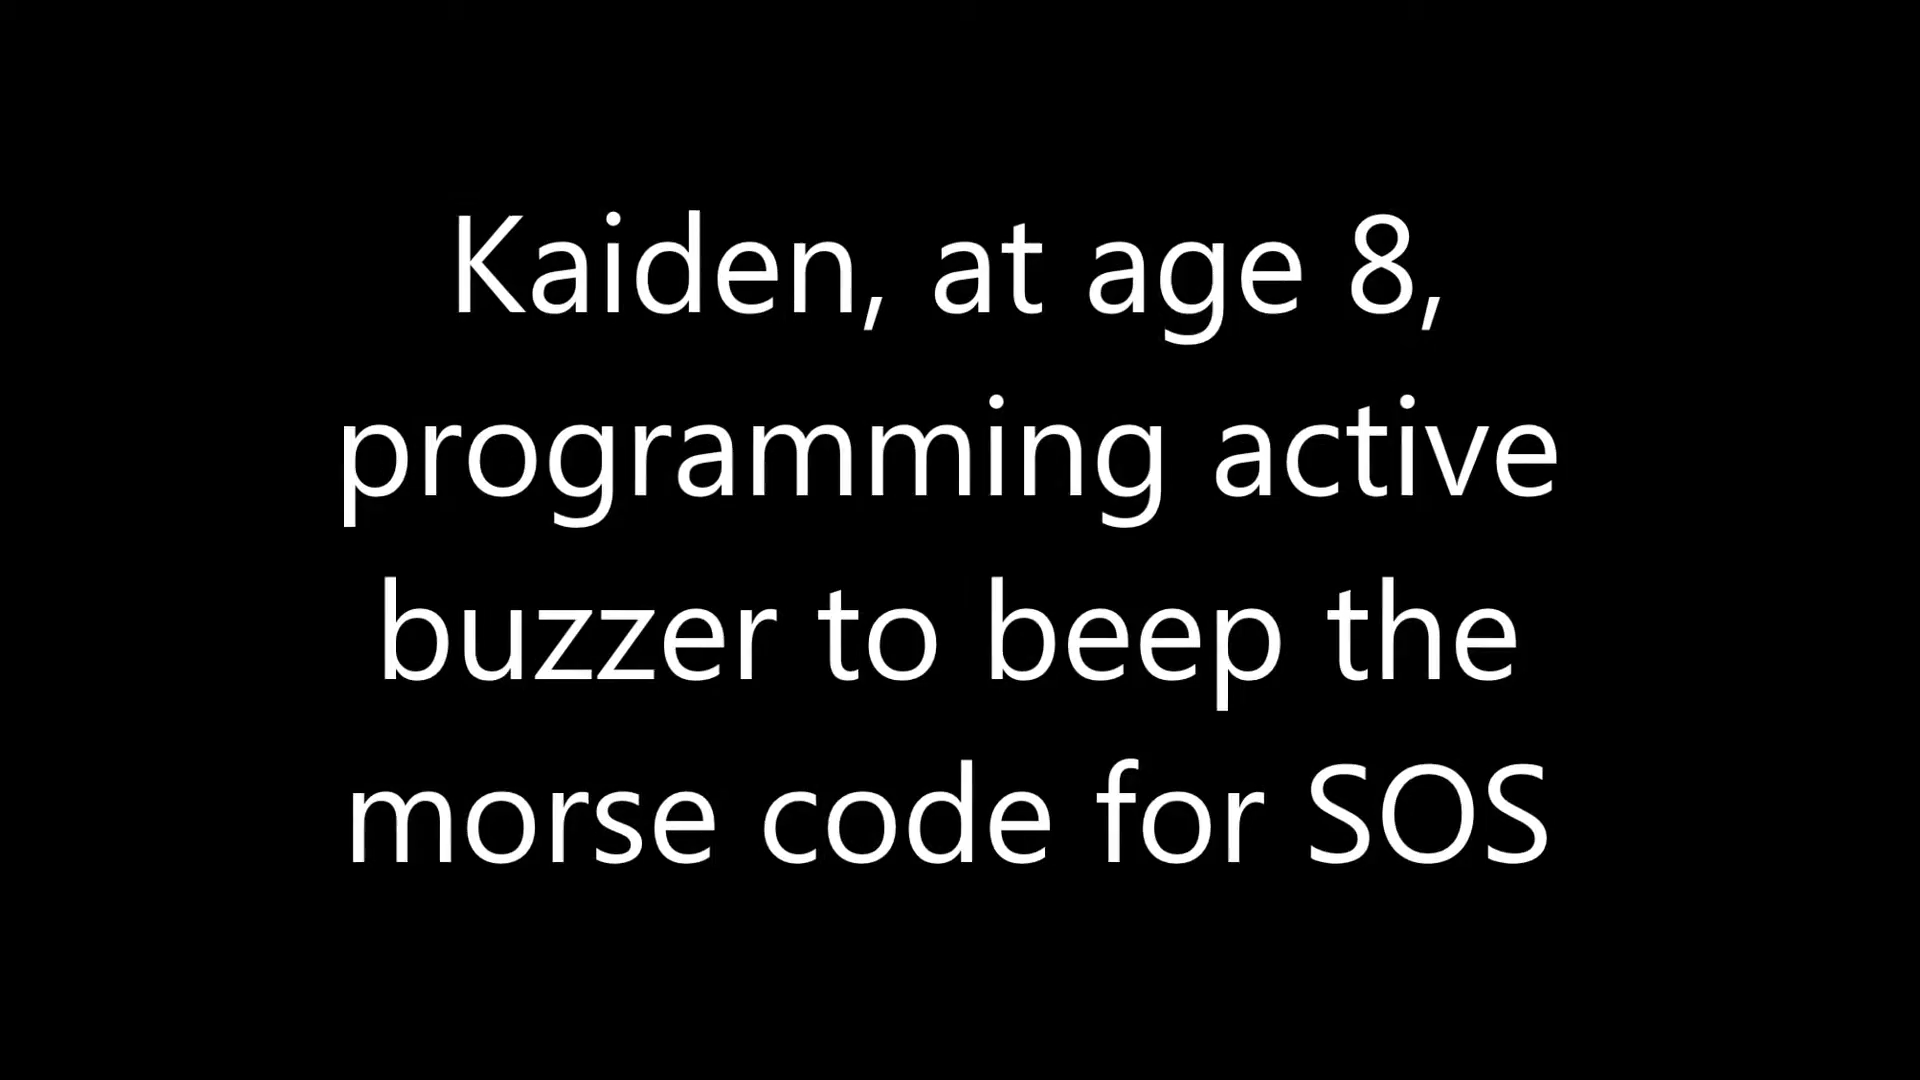 Kaiden, at age 8,
programming active
buzzer to beep the
morse code for SOS